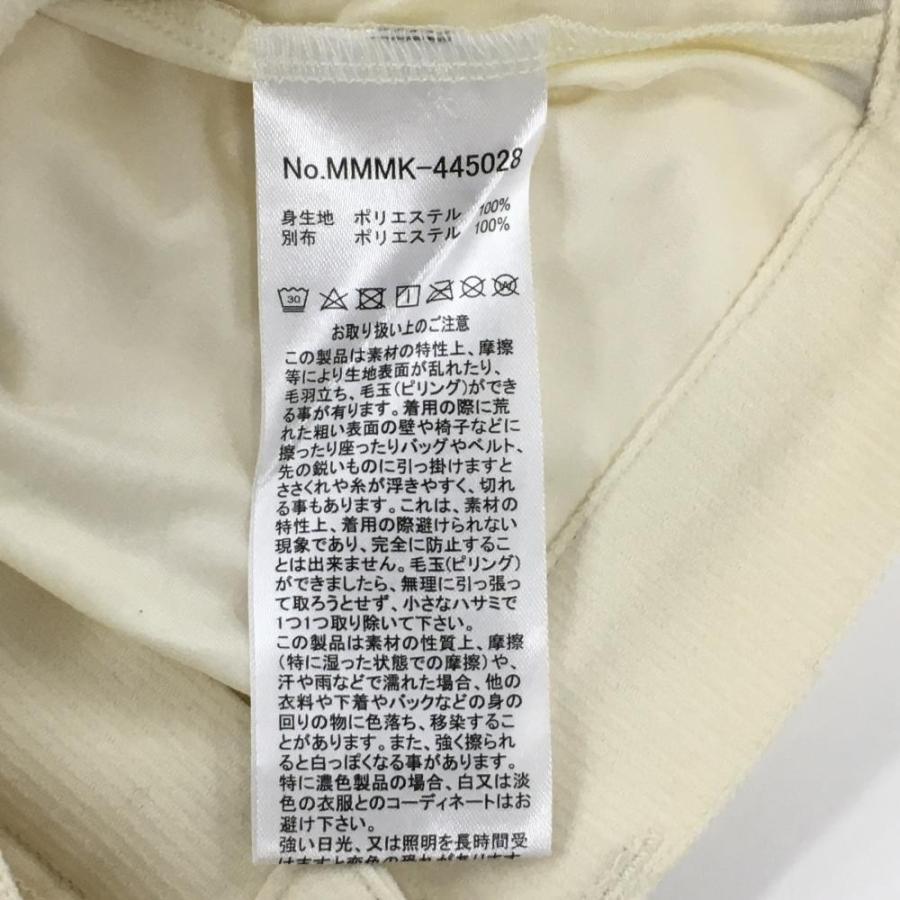 No.MMMK-445028
身生地 ポリエステル 100%
別布 ポリエステル 100%
30
W
お取り扱い上のご注意
この製品は素材の特性上、摩擦
等により生地表面が乱れたり、
毛羽立ち、毛玉(ピリング)ができ
る事が有ります。着用の際に荒
れた粗い表面の壁や椅子などに
擦ったり座ったりバッグやベルト、
先の鋭いものに引っ掛けますと
ささくれや糸が浮きやすく、切れ
る事もあります。これは、素材の
特性上、着用の際避けられない
現象であり、完全に防止するこ
とは出来ません。毛玉(ピリング)
ができましたら、無理に引っ張っ
て取ろうとせず、小さなハサミで
1つ1つ取り除いて下さい。
この製品は素材の性質上、摩擦
(特に湿った状態での摩擦)や、
汗や雨などで濡れた場合、他の
衣料や下着やバックなどの身の
回りの物に色落ち、移染するこ
とがあります。また、強く擦られ
ると白っぽくなる事があります。
特に濃色製品の場合、白又は淡
色の衣服とのコーディネートはお
避け下さい。
強い日光、又は照明を長時間受
けますと変色の恐れがあります